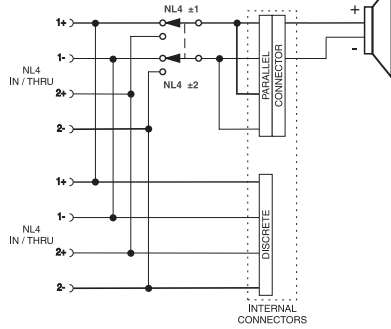 NL4 ±1
1+
1-
NL4
IN / THRU
2+
2-
NL4 ±2
PARALLEL
CONNECTOR
+
-
1+
1-
NL4
IN / THRU
2+
2-
DISCRETE
INTERNAL
CONNECTORS